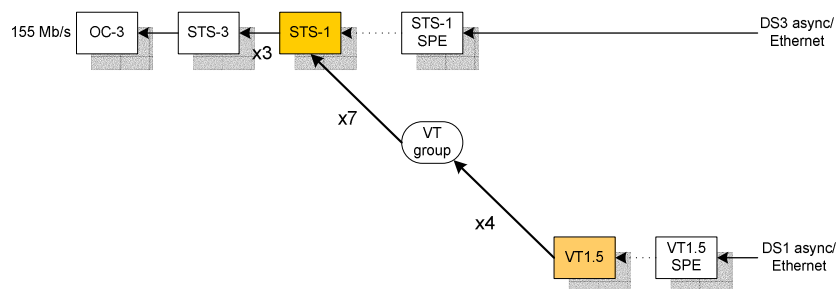 155 Mb/s
OC-3
STS-3
STS-1
STS-1
SPE
DS3 async/
Ethernet
x3
x7
VT
group
x4
VT1.5
VT1.5
SPE
DS1 async/
Ethernet